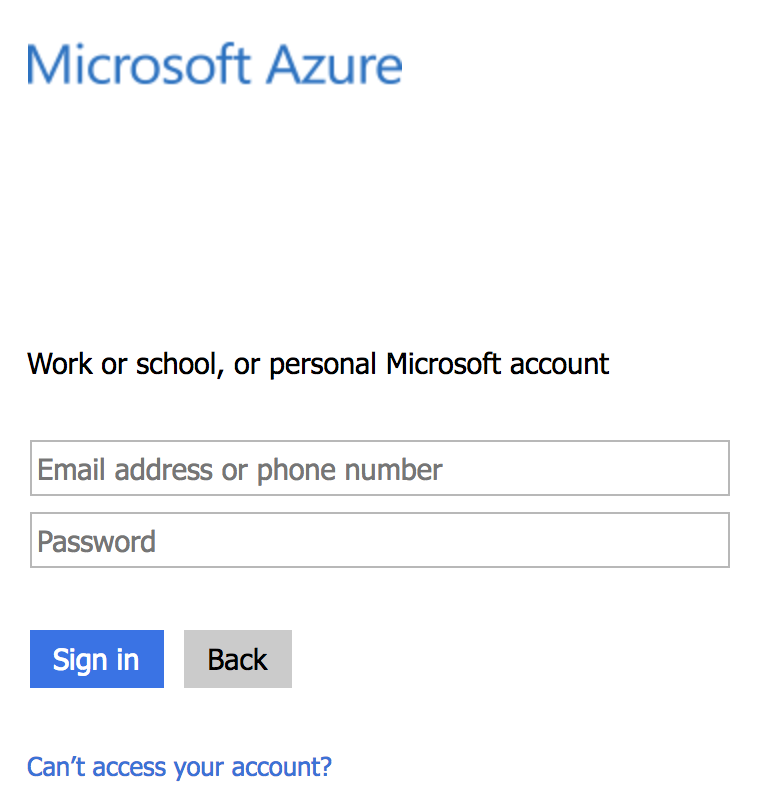 Microsoft Azure
Work or school, or personal Microsoft account
Email address or phone number
Password
Sign in Back
Can’t access your account?